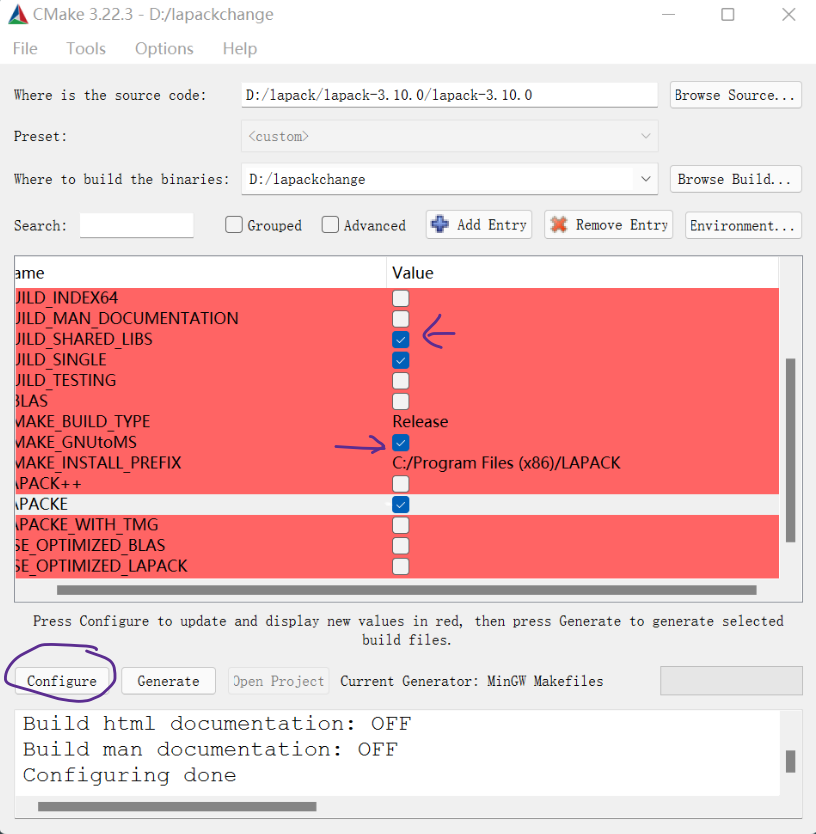 CMake 3.22.3 - D:/lapackchange
File Tools Options Help
Where is the source code: D:/lapack/lapack-3.10.0/lapack-3.10.0 Browse Source...
Preset: <custom>
Where to build the binaries: D:/lapackchange Browse Build...
Search: Grouped Advanced Add Entry Remove Entry Environment...
ame Value
UILD_INDEX64
UILD_MAN_DOCUMENTATION
UILD_SHARED_LIBS
UILD_SINGLE
UILD_TESTING
BLAS
MAKE_BUILD_TYPE Release
MAKE_GNUtoMS
MAKE_INSTALL_PREFIX C:/Program Files (x86)/LAPACK
APACK++
APACKE
APACKE_WITH_TMG
SE_OPTIMIZED_BLAS
SE_OPTIMIZED_LAPACK
Press Configure to update and display new values in red, then press Generate to generate selected
build files.
Configure Generate Open Project Current Generator: MinGW Makefiles
Build html documentation: OFF
Build man documentation: OFF
Configuring done